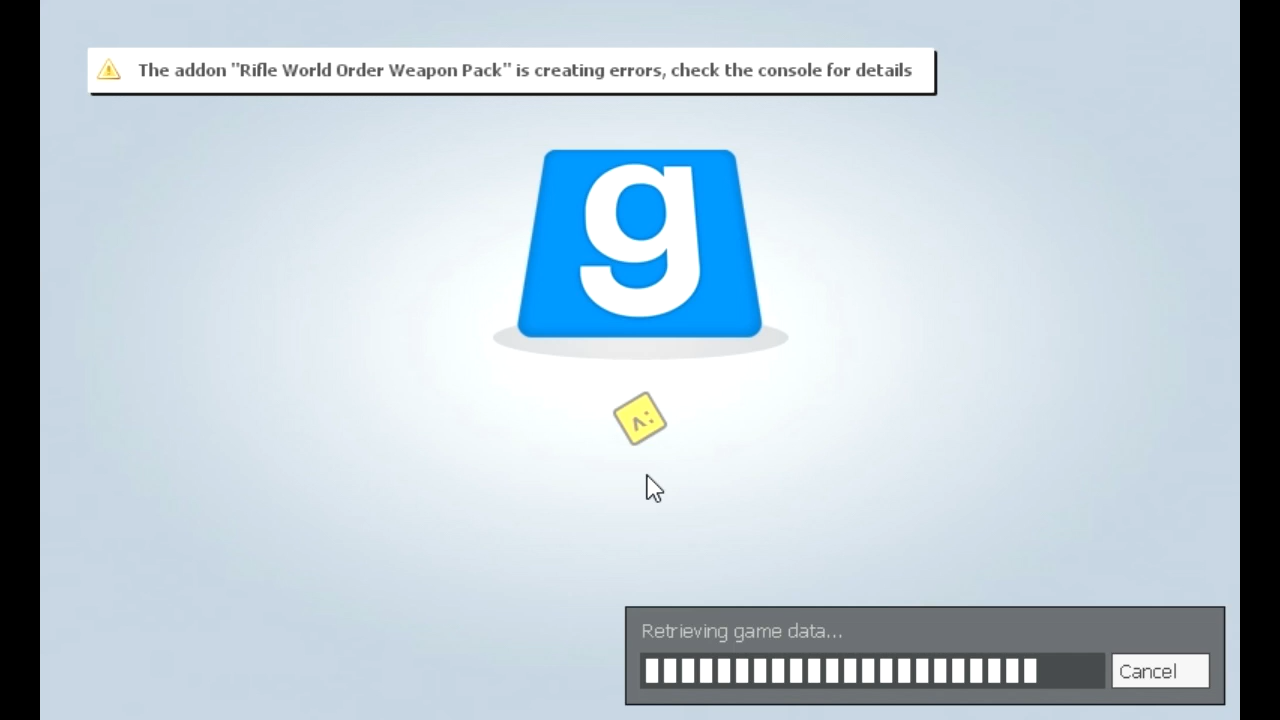 The addon "Rifle World Order Weapon Pack" is creating errors, check the console for details
g
:<
Retrieving game data...
Cancel